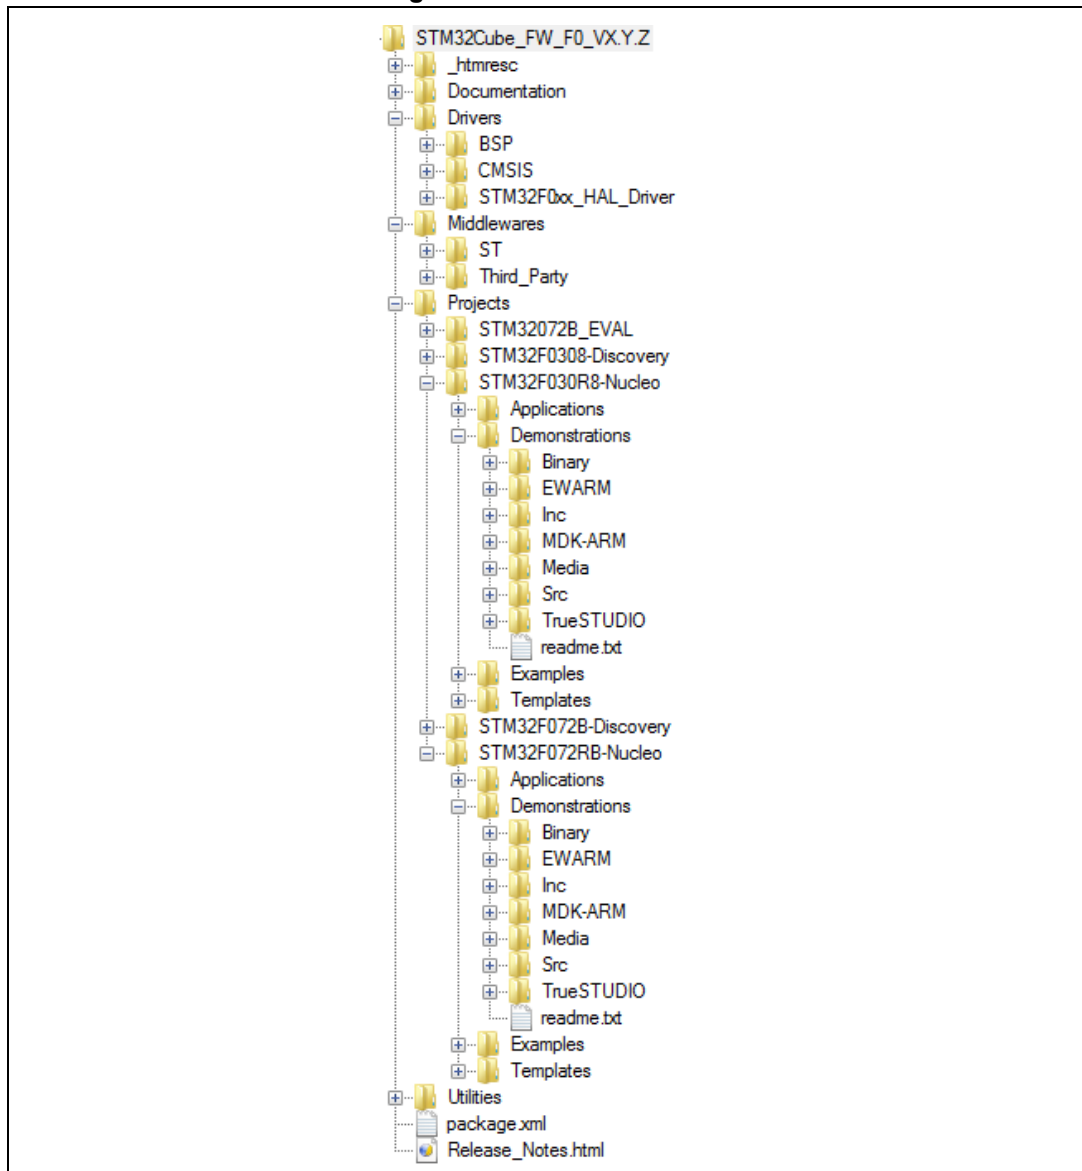 STM32Cube_FW_F0_VX.Y.Z
_htmresc
Documentation
Drivers
BSP
CMSIS
STM32F0xx_HAL_Driver
Middlewares
ST
Third_Party
Projects
STM32072B_EVAL
STM32F0308-Discovery
STM32F030R8-Nucleo
Applications
Demonstrations
Binary
EWARM
Inc
MDK-ARM
Media
Src
TrueSTUDIO
readme.txt
Examples
Templates
STM32F072B-Discovery
STM32F072RB-Nucleo
Applications
Demonstrations
Binary
EWARM
Inc
MDK-ARM
Media
Src
TrueSTUDIO
readme.txt
Examples
Templates
Utilities
package.xml
Release_Notes.html